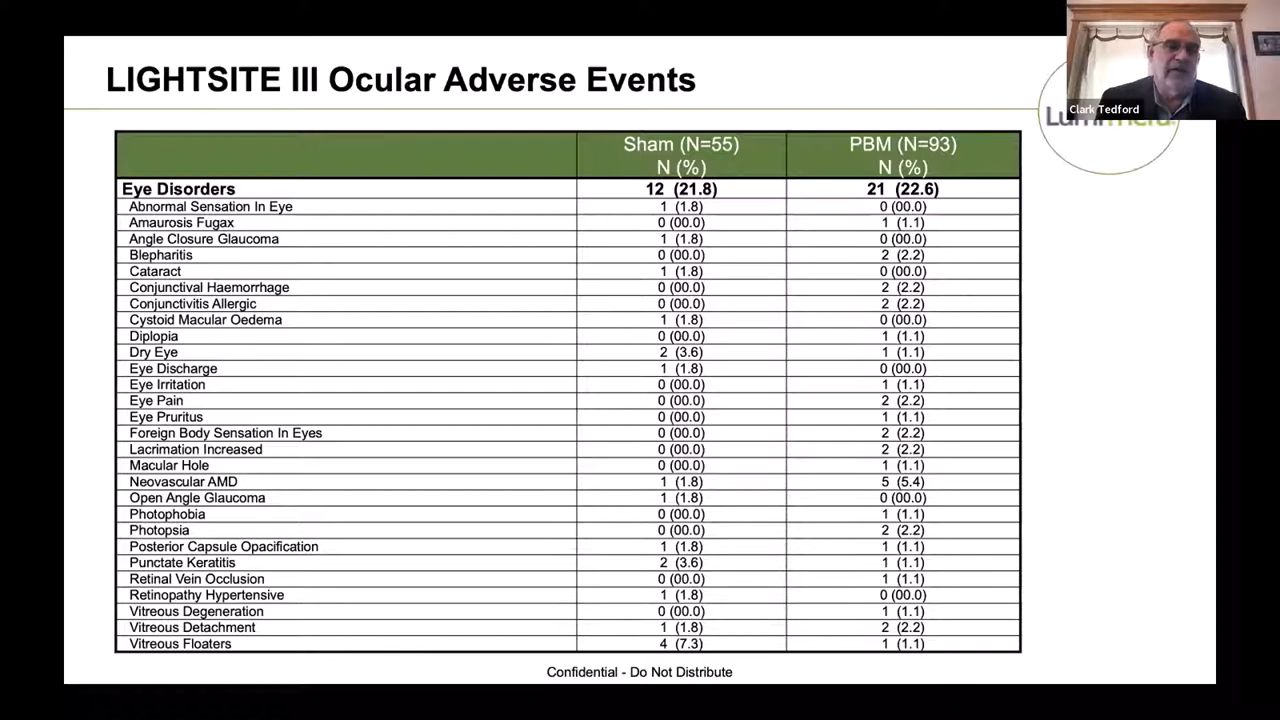 Clark Tedford
LIGHTSITE III Ocular Adverse Events
Sham (N=55) PBM (N=93)
N (%) N (%)
Eye Disorders 12 (21.8) 21 (22.6)
Abnormal Sensation In Eye 1 (1.8) 0 (00.0)
Amaurosis Fugax 0 (00.0) 1 (1.1)
Angle Closure Glaucoma 1 (1.8) 0 (00.0)
Blepharitis 0 (00.0) 2 (2.2)
Cataract 1 (1.8) 0 (00.0)
Conjunctival Haemorrhage 0 (00.0) 2 (2.2)
Conjunctivitis Allergic 0 (00.0) 2 (2.2)
Cystoid Macular Oedema 1 (1.8) 0 (00.0)
Diplopia 0 (00.0) 1 (1.1)
Dry Eye 2 (3.6) 1 (1.1)
Eye Discharge 1 (1.8) 0 (00.0)
Eye Irritation 0 (00.0) 1 (1.1)
Eye Pain 0 (00.0) 2 (2.2)
Eye Pruritus 0 (00.0) 1 (1.1)
Foreign Body Sensation In Eyes 0 (00.0) 2 (2.2)
Lacrimation Increased 0 (00.0) 2 (2.2)
Macular Hole 0 (00.0) 1 (1.1)
Neovascular AMD 1 (1.8) 5 (5.4)
Open Angle Glaucoma 1 (1.8) 0 (00.0)
Photophobia 0 (00.0) 1 (1.1)
Photopsia 0 (00.0) 2 (2.2)
Posterior Capsule Opacification 1 (1.8) 1 (1.1)
Punctate Keratitis 2 (3.6) 1 (1.1)
Retinal Vein Occlusion 0 (00.0) 1 (1.1)
Retinopathy Hypertensive 1 (1.8) 0 (00.0)
Vitreous Degeneration 0 (00.0) 1 (1.1)
Vitreous Detachment 1 (1.8) 2 (2.2)
Vitreous Floaters 4 (7.3) 1 (1.1)
Confidential - Do Not Distribute